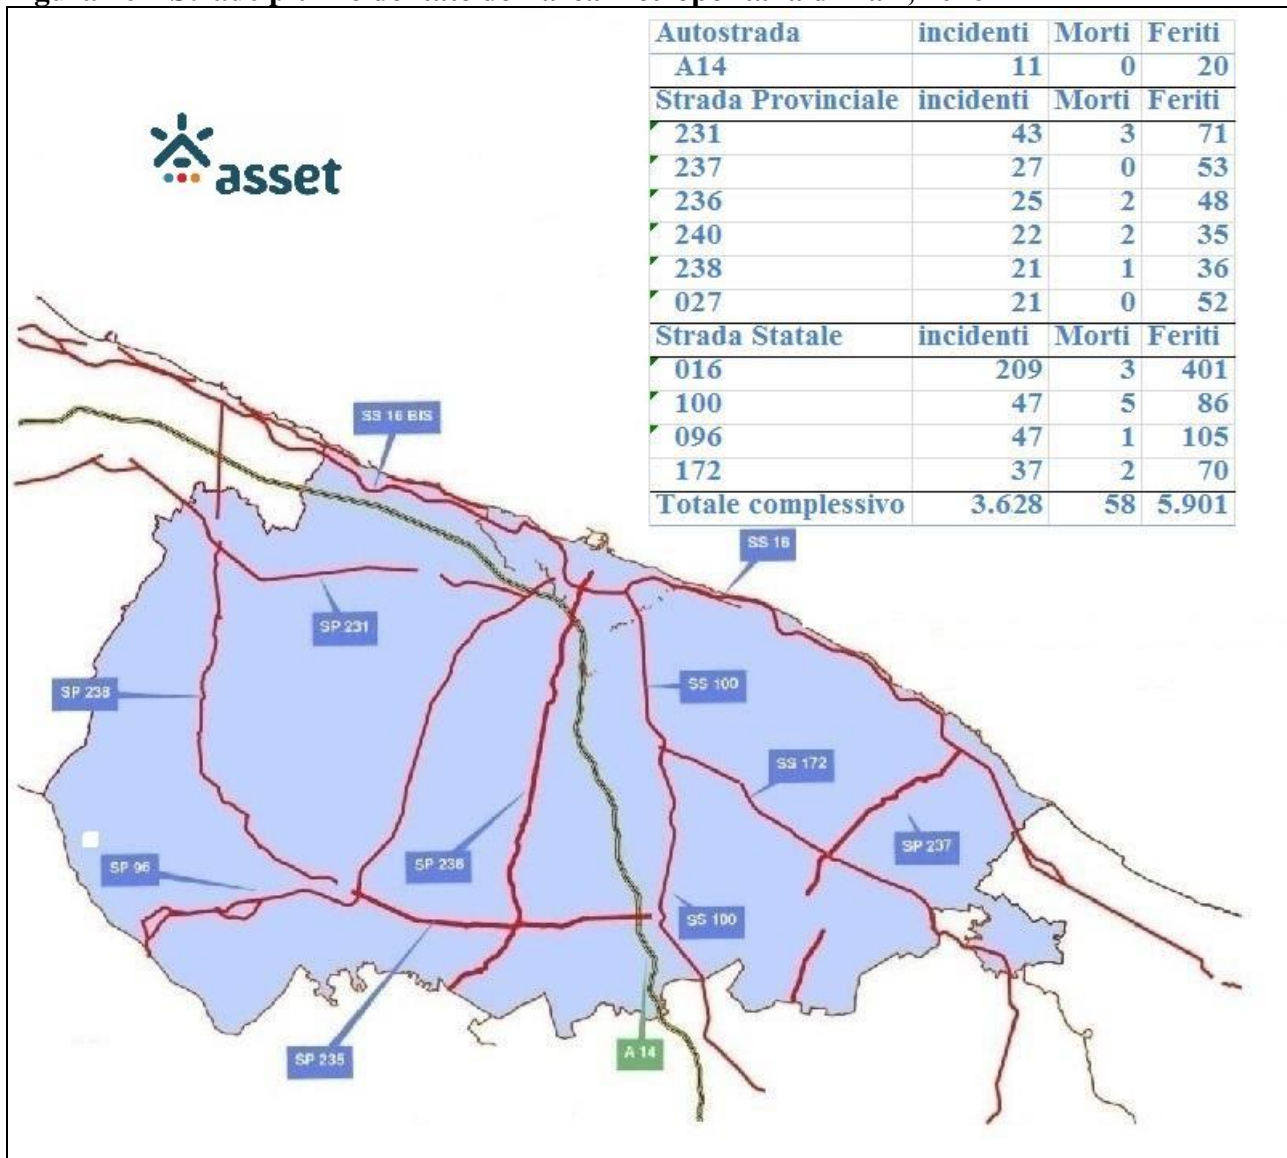 Autostrada incidenti Morti Feriti
A14 11 0 20
Strada Provinciale incidenti Morti Feriti
231 43 3 71
237 27 0 53
236 25 2 48
240 22 2 35
238 21 1 36
027 21 0 52
Strada Statale incidenti Morti Feriti
016 209 3 401
100 47 5 86
096 47 1 105
172 37 2 70
Totale complessivo 3.628 58 5.901
asset
SS 16 BIS
SS 16
SP 231
SP 238
SS 100
SS 172
SP 237
SP 236
SP 96
SS 100
SP 235
A 14